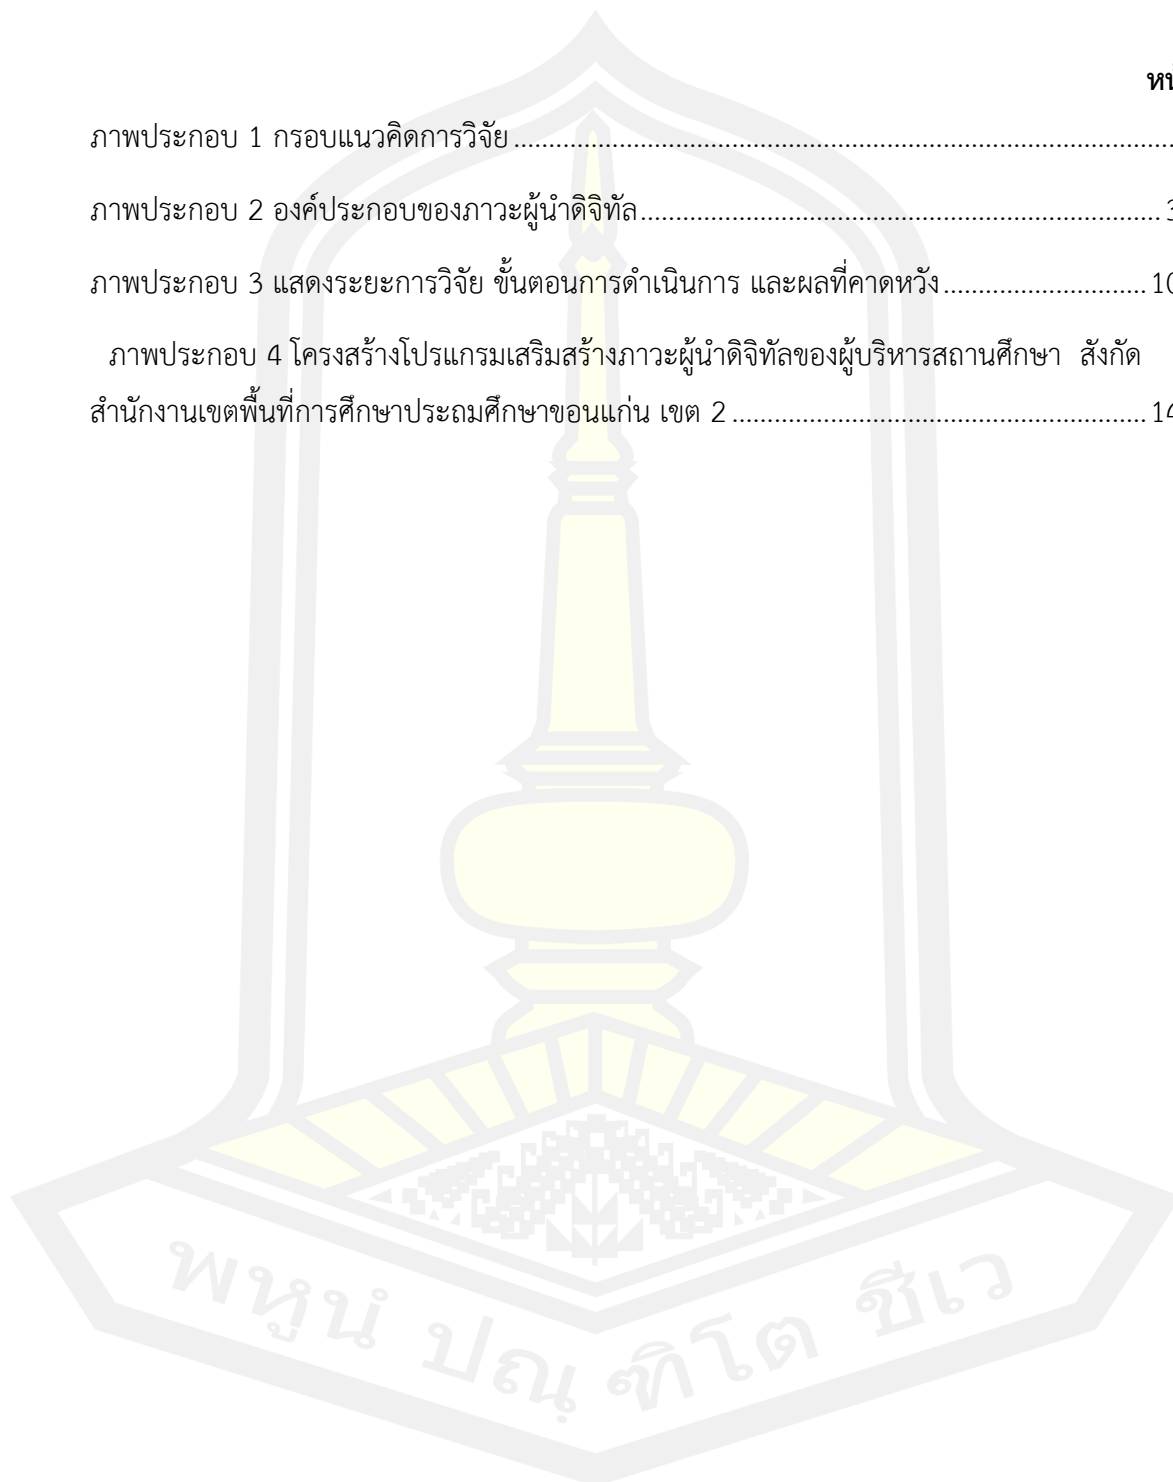 หน้
ภาพประกอบ 1 กรอบแนวคิดการวิจัย
ภาพประกอบ 2 องค์ประกอบของภาวะผู้นำดิจิทัล 3
ภาพประกอบ 3 แสดงระยะการวิจัย ขั้นตอนการดำเนินการ และผลที่คาดหวัง 10
ภาพประกอบ 4 โครงสร้างโปรแกรมเสริมสร้างภาวะผู้นำดิจิทัลของผู้บริหารสถานศึกษา สังกัด
สำนักงานเขตพื้นที่การศึกษาประถมศึกษาขอนแก่น เขต 2 14
พหูนํ ปณฺฑิโต ชีเว